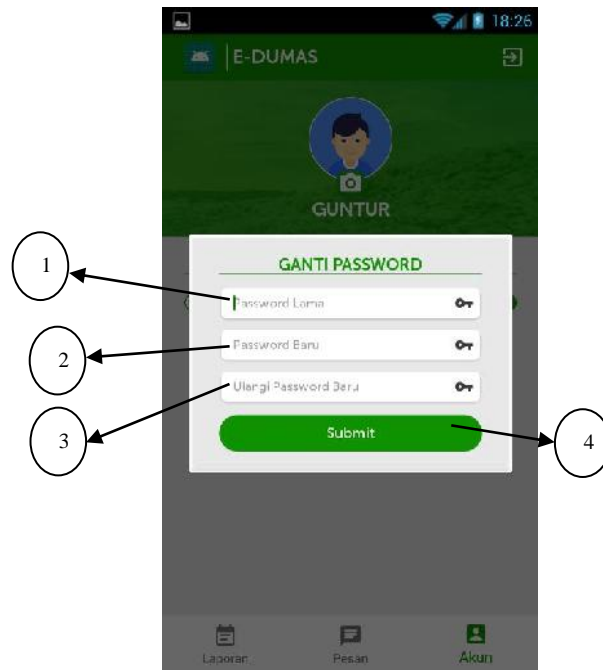 18:26
E-DUMAS
GUNTUR
GANTI PASSWORD
1
Password Lama
2
Password Baru
3
Ulangi Password Baru
Submit
4
Laporan
Pesan
Akun